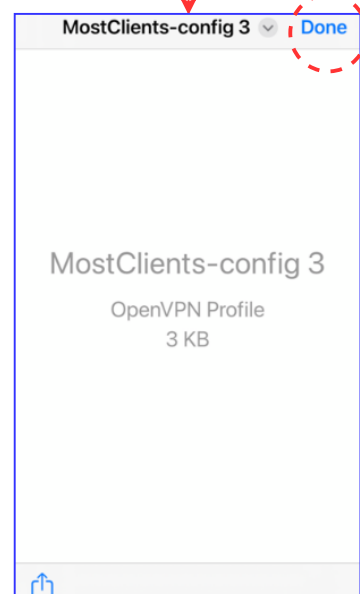 MostClients-config 3 Done
MostClients-config 3
OpenVPN Profile
3 KB